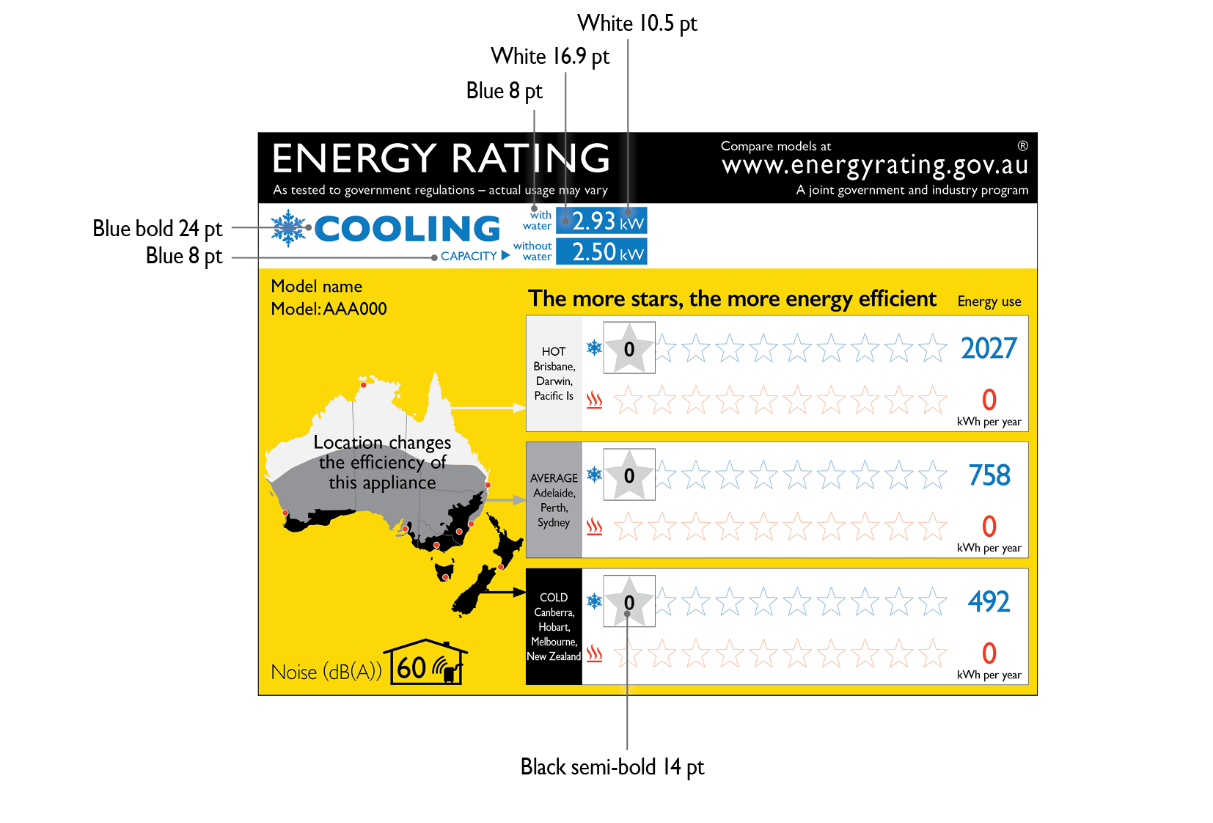 White 10.5 pt
White 16.9 pt
Blue 8 pt
ENERGY RATING
As tested to government regulations – actual usage may vary
Compare models at
®
www.energyrating.gov.au
A joint government and industry program
Blue bold 24 pt
COOLING
with
water
2.93 kW
Blue 8 pt
CAPACITY
without
water
2.50 kW
Model name
Model: AAA000
The more stars, the more energy efficient
Energy use
HOT
Brisbane,
Darwin,
Pacific Is
0
2027
0
kWh per year
Location changes
the efficiency of
this appliance
AVERAGE
Adelaide,
Perth,
Sydney
0
758
0
kWh per year
COLD
Canberra,
Hobart,
Melbourne,
New Zealand
0
492
0
kWh per year
Noise (dB(A))
60
Black semi-bold 14 pt